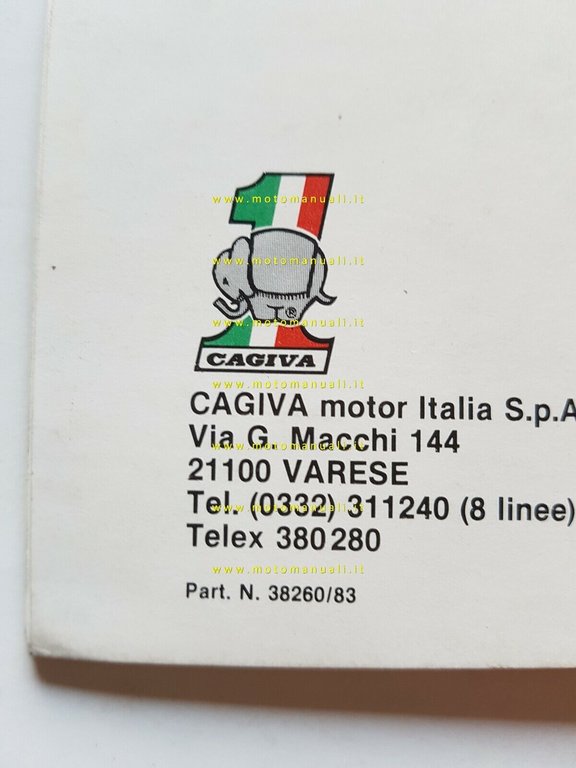 www.motomanuali.it
www.motomanuali.it
www.motomanuali.it
®
CAGIVA
www.motomanuali.it
CAGIVA motor Italia S.p.A
Via G. Macchi 144
www.motomanuali.it
21100 VARESE
Tel. (0332) 311240 (8 linee)
www.motomanuali.it
Telex 380280
www.motomanuali.it
Part. N. 38260/83